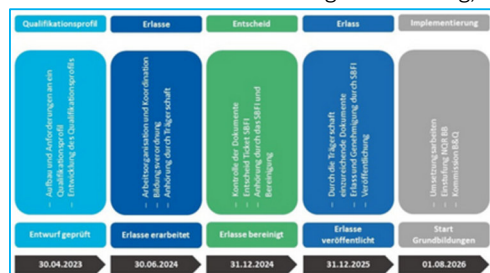 Qualifikationsprofil
Erlasse
Entscheid
Erlass
Implementierung
– Aufbau und Anforderungen an ein
Qualifikationsprofil
– Entwicklung des Qualifikationsprofils
– Arbeitsorganisation und Koordination
– Bildungsverordnung
– Anhörung durch Trägerschaft
– Kontrolle der Dokumente
– Entscheid Ticket SBFI
– Anhörung durch das SBFI und
Bereinigung
– Durch die Trägerschaft
einzureichende Dokumente
– Erlass und Genehmigung durch SBFI
– Veröffentlichung
– Umsetzungsarbeiten
– Einstufung NQR BB
– Kommission B&Q
Entwurf geprüft
Erlasse erarbeitet
Erlasse bereinigt
Erlasse
veröffentlicht
Start
Grundbildungen
30.04.2023
30.06.2024
31.12.2024
31.12.2025
01.08.2026